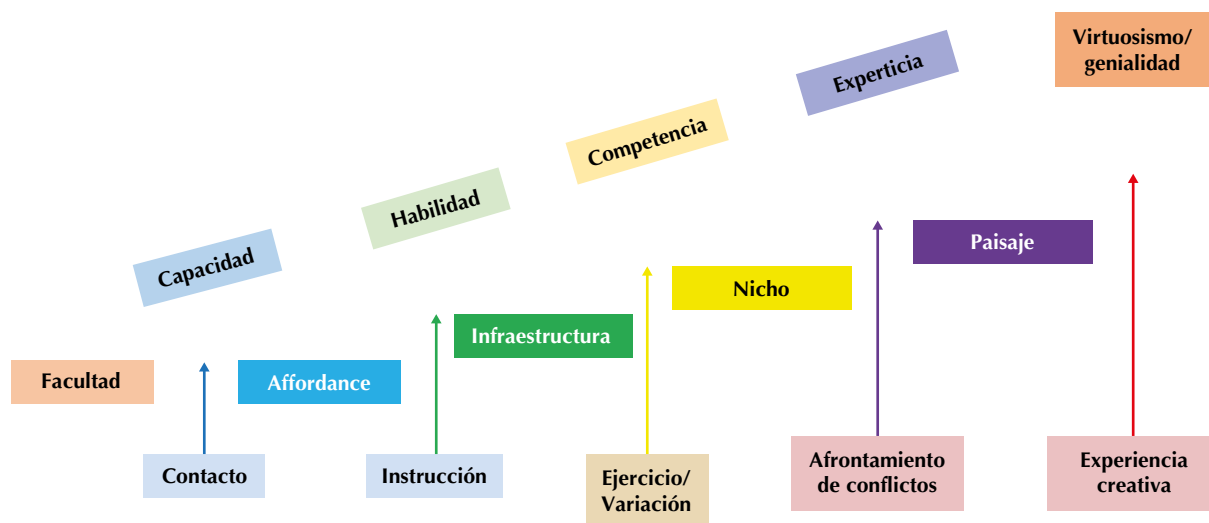 Virtuosismo/
genialidad
Experticia
Competencia
Habilidad
Capacidad
Paisaje
Nicho
Infraestructura
Facultad
Affordance
Contacto
Instrucción
Ejercicio/
Variación
Afrontamiento
de conflictos
Experiencia
creativa